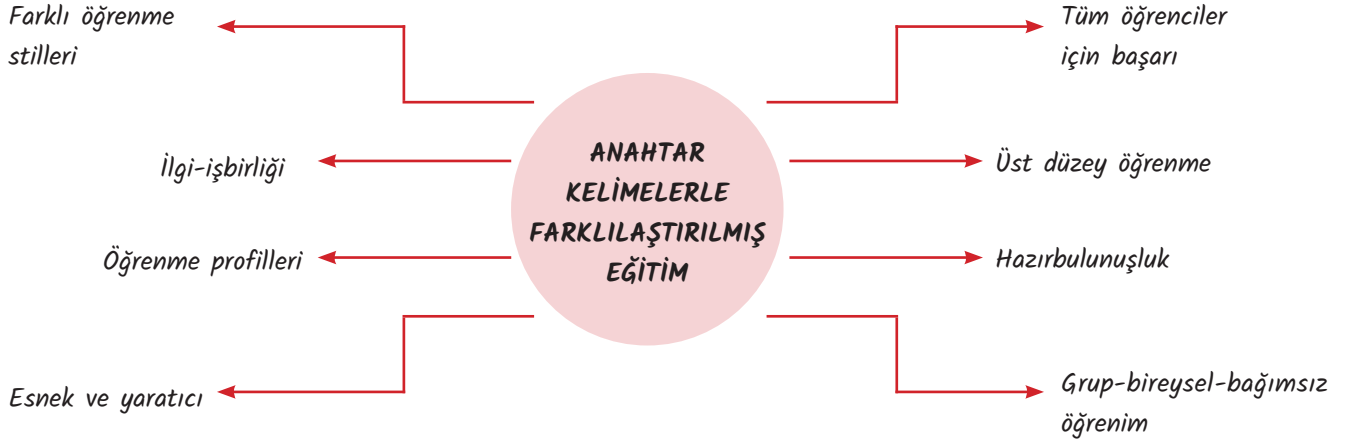 Farklı öğrenme
stilleri
İlgi-işbirliği
Öğrenme profilleri
Esnek ve yaratıcı
ANAHTAR
KELİMELERLE
FARKLILAŞTIRILMIŞ
EĞİTİM
Tüm öğrenciler
için başarı
Üst düzey öğrenme
Hazırbulunuşluk
Grup-bireysel-bağımsız
öğrenim